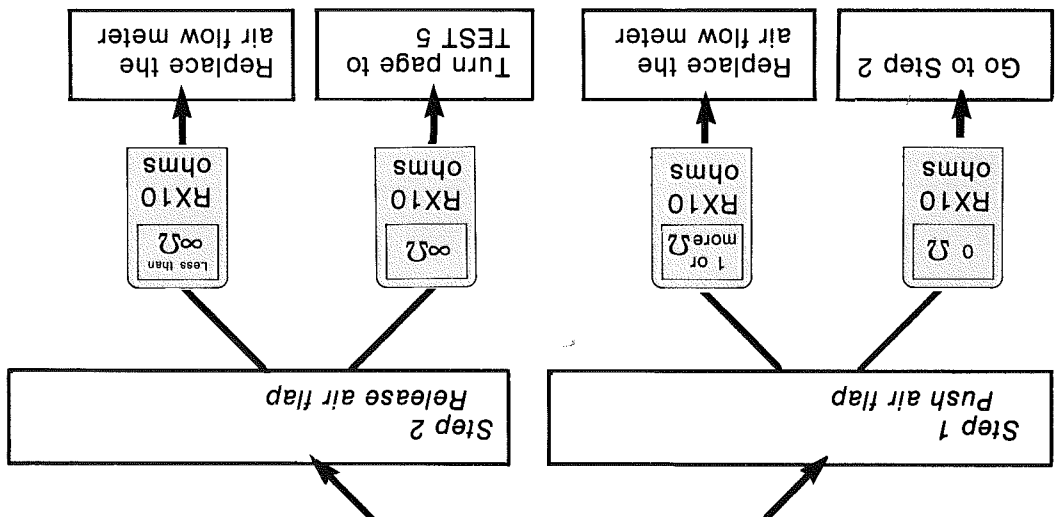 Step 1
Push air flap
0 Ω
RX10
ohms
Go to Step 2
1 or
more Ω
RX10
ohms
Replace the
air flow meter
Step 2
Release air flap
∞Ω
RX10
ohms
Turn page to
TEST 5
Less than
∞Ω
RX10
ohms
Replace the
air flow meter